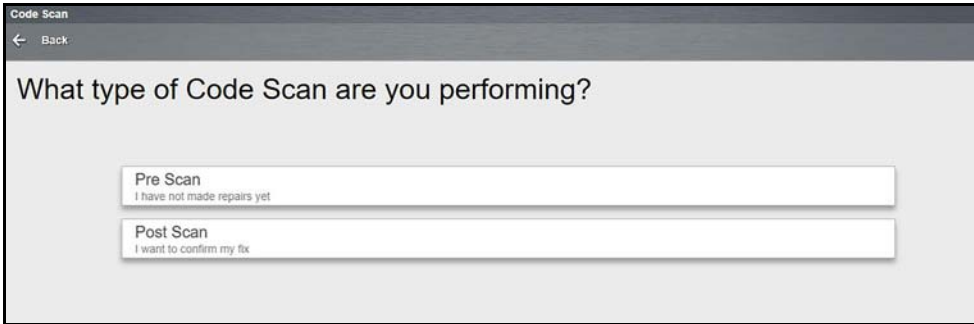 Code Scan
← Back
What type of Code Scan are you performing?
Pre Scan
I have not made repairs yet
Post Scan
I want to confirm my fix